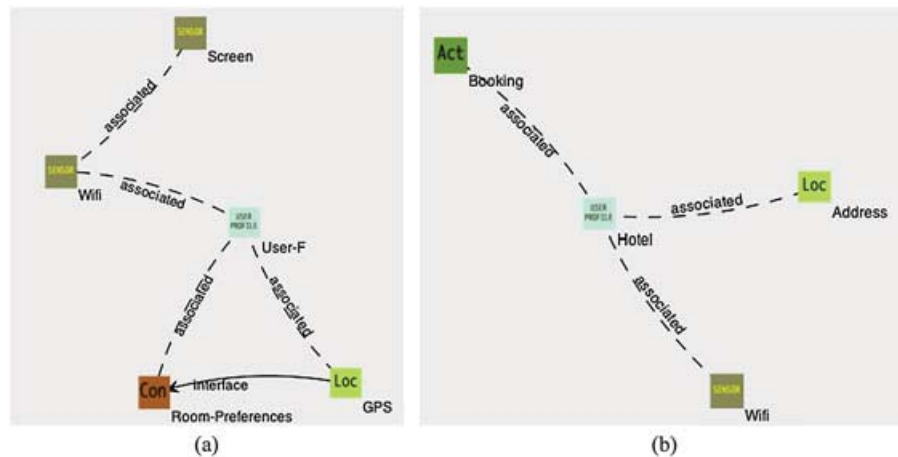 SENSOR
Screen
associated
SENSOR
Wifi
associated
USER
PROFILE
User-F
associated
associated
Con
interface
Loc
Room-Preferences
GPS
(a)
Act
Booking
associated
Loc
associated
Address
USER
PROFILE
Hotel
associated
SENSOR
Wifi
(b)